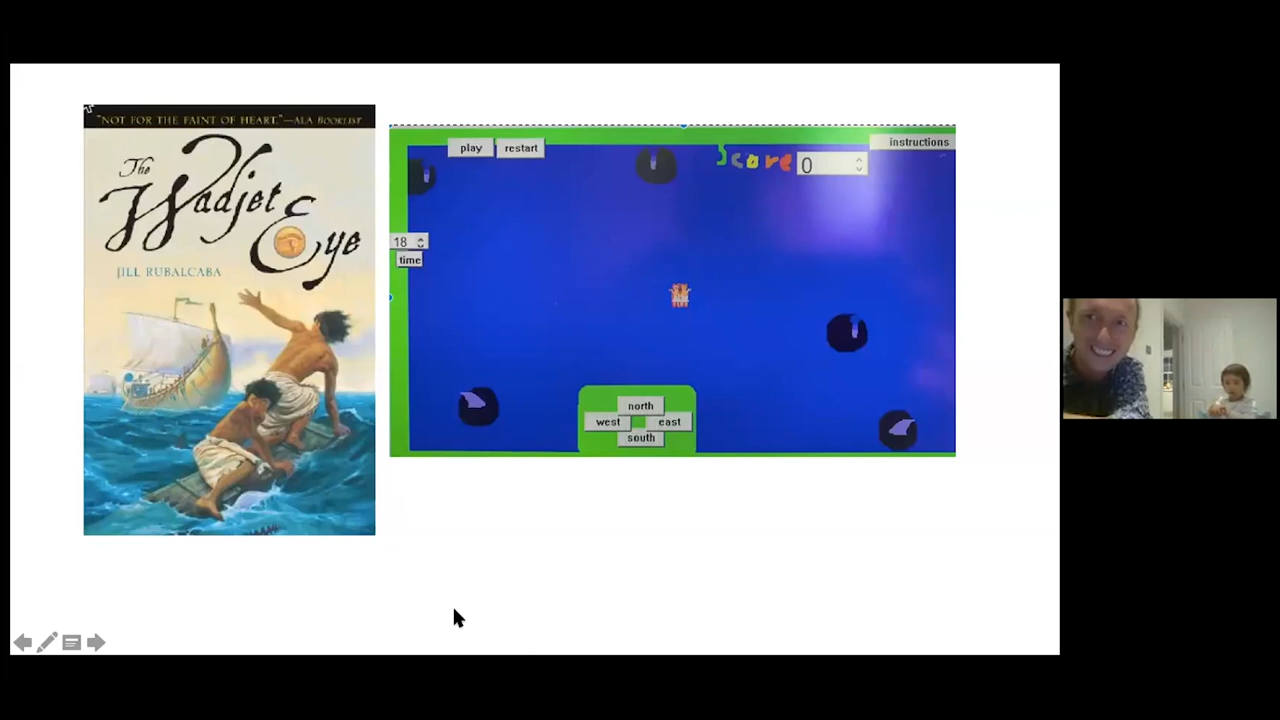 "NOT FOR THE FAINT OF HEART."—ALA BOOKLIST
The
Wadjet
Eye
JILL RUBALCABA
play restart
instructions
Score 0
18
time
north
west east
south